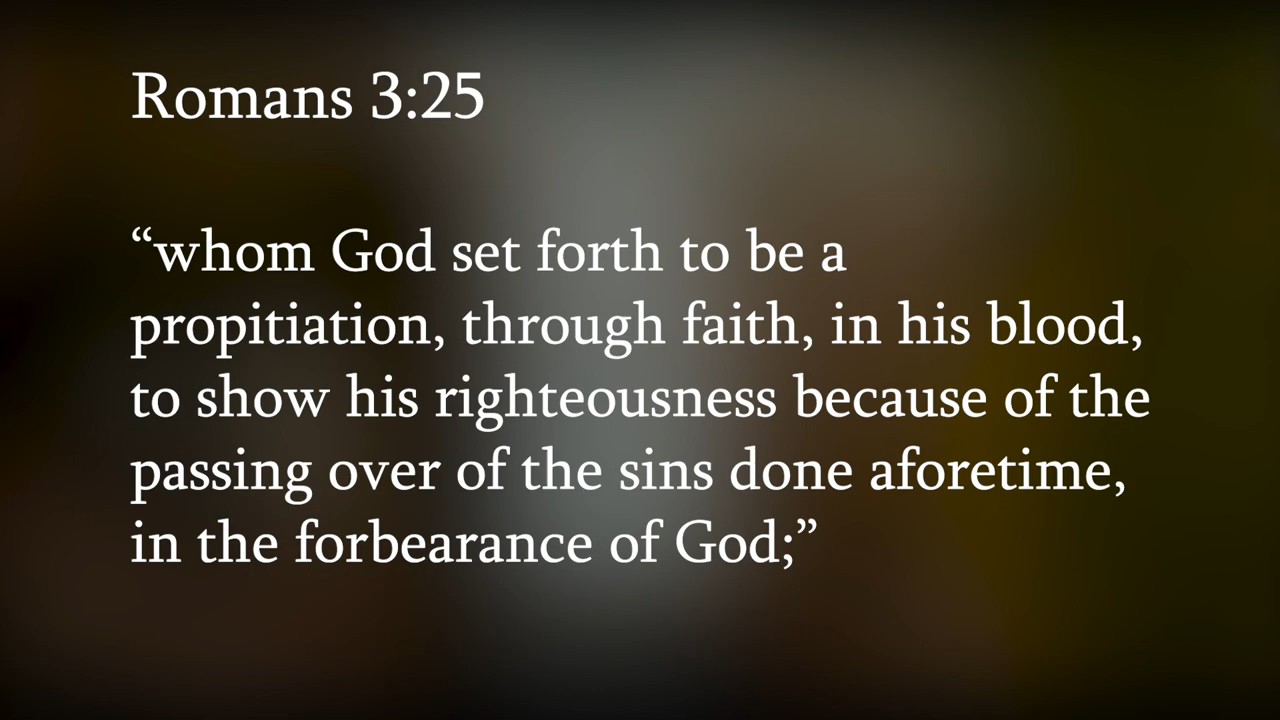 Romans 3:25
“whom God set forth to be a
propitiation, through faith, in his blood,
to show his righteousness because of the
passing over of the sins done aforetime,
in the forbearance of God;”